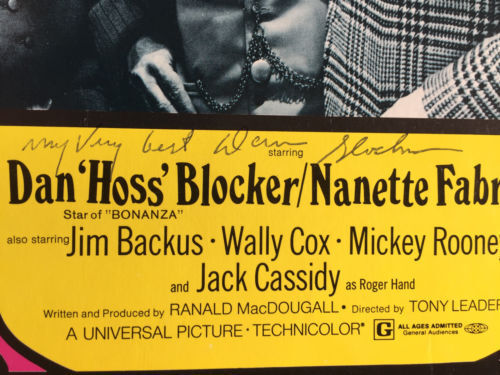 my Very best Dan Blocker
starring
Dan 'Hoss' Blocker/Nanette Fabr
Star of "BONANZA"
also starring Jim Backus · Wally Cox · Mickey Rooney
and Jack Cassidy as Roger Hand
Written and Produced by RANALD MacDOUGALL • Directed by TONY LEADER
A UNIVERSAL PICTURE · TECHNICOLOR®
G ALL AGES ADMITTED
General Audiences